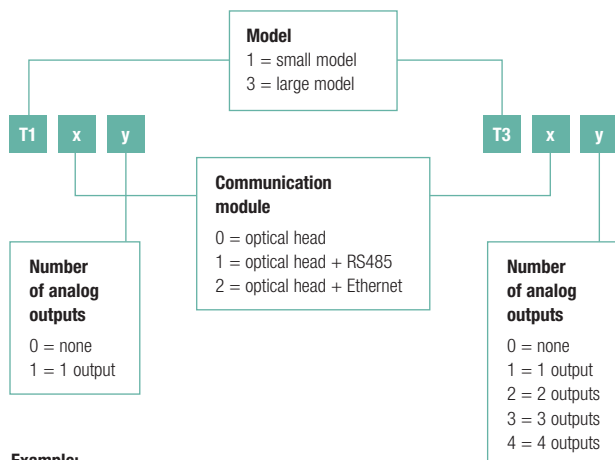 Model
1 = small model
3 = large model
T1 x y
T3 x y
Communication
module
0 = optical head
1 = optical head + RS485
2 = optical head + Ethernet
Number
of analog
outputs
0 = none
1 = 1 output
Number
of analog
outputs
0 = none
1 = 1 output
2 = 2 outputs
3 = 3 outputs
4 = 4 outputs
Example: